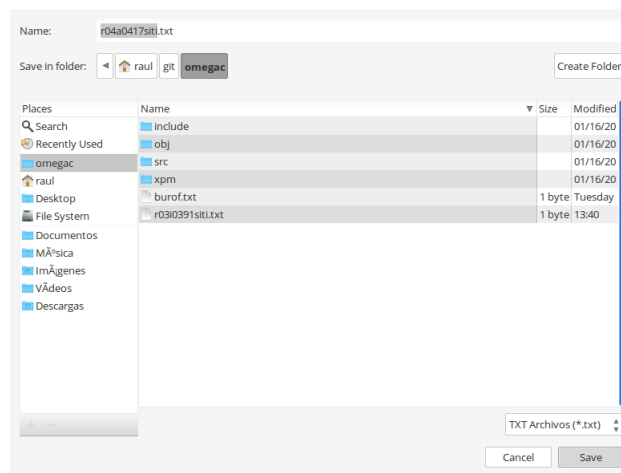 Name: r04a0417siti.txt
Save in folder: raul git omegac Create Folder
Places Name Size Modified
Search include 01/16/20
Recently Used obj 01/16/20
omegac src 01/16/20
raul xpm 01/16/20
Desktop burof.txt 1 byte Tuesday
File System r03i0391siti.txt 1 byte 13:40
Documentos
Música
Imágenes
VÃdeos
Descargas
TXT Archivos (*.txt)
Cancel Save